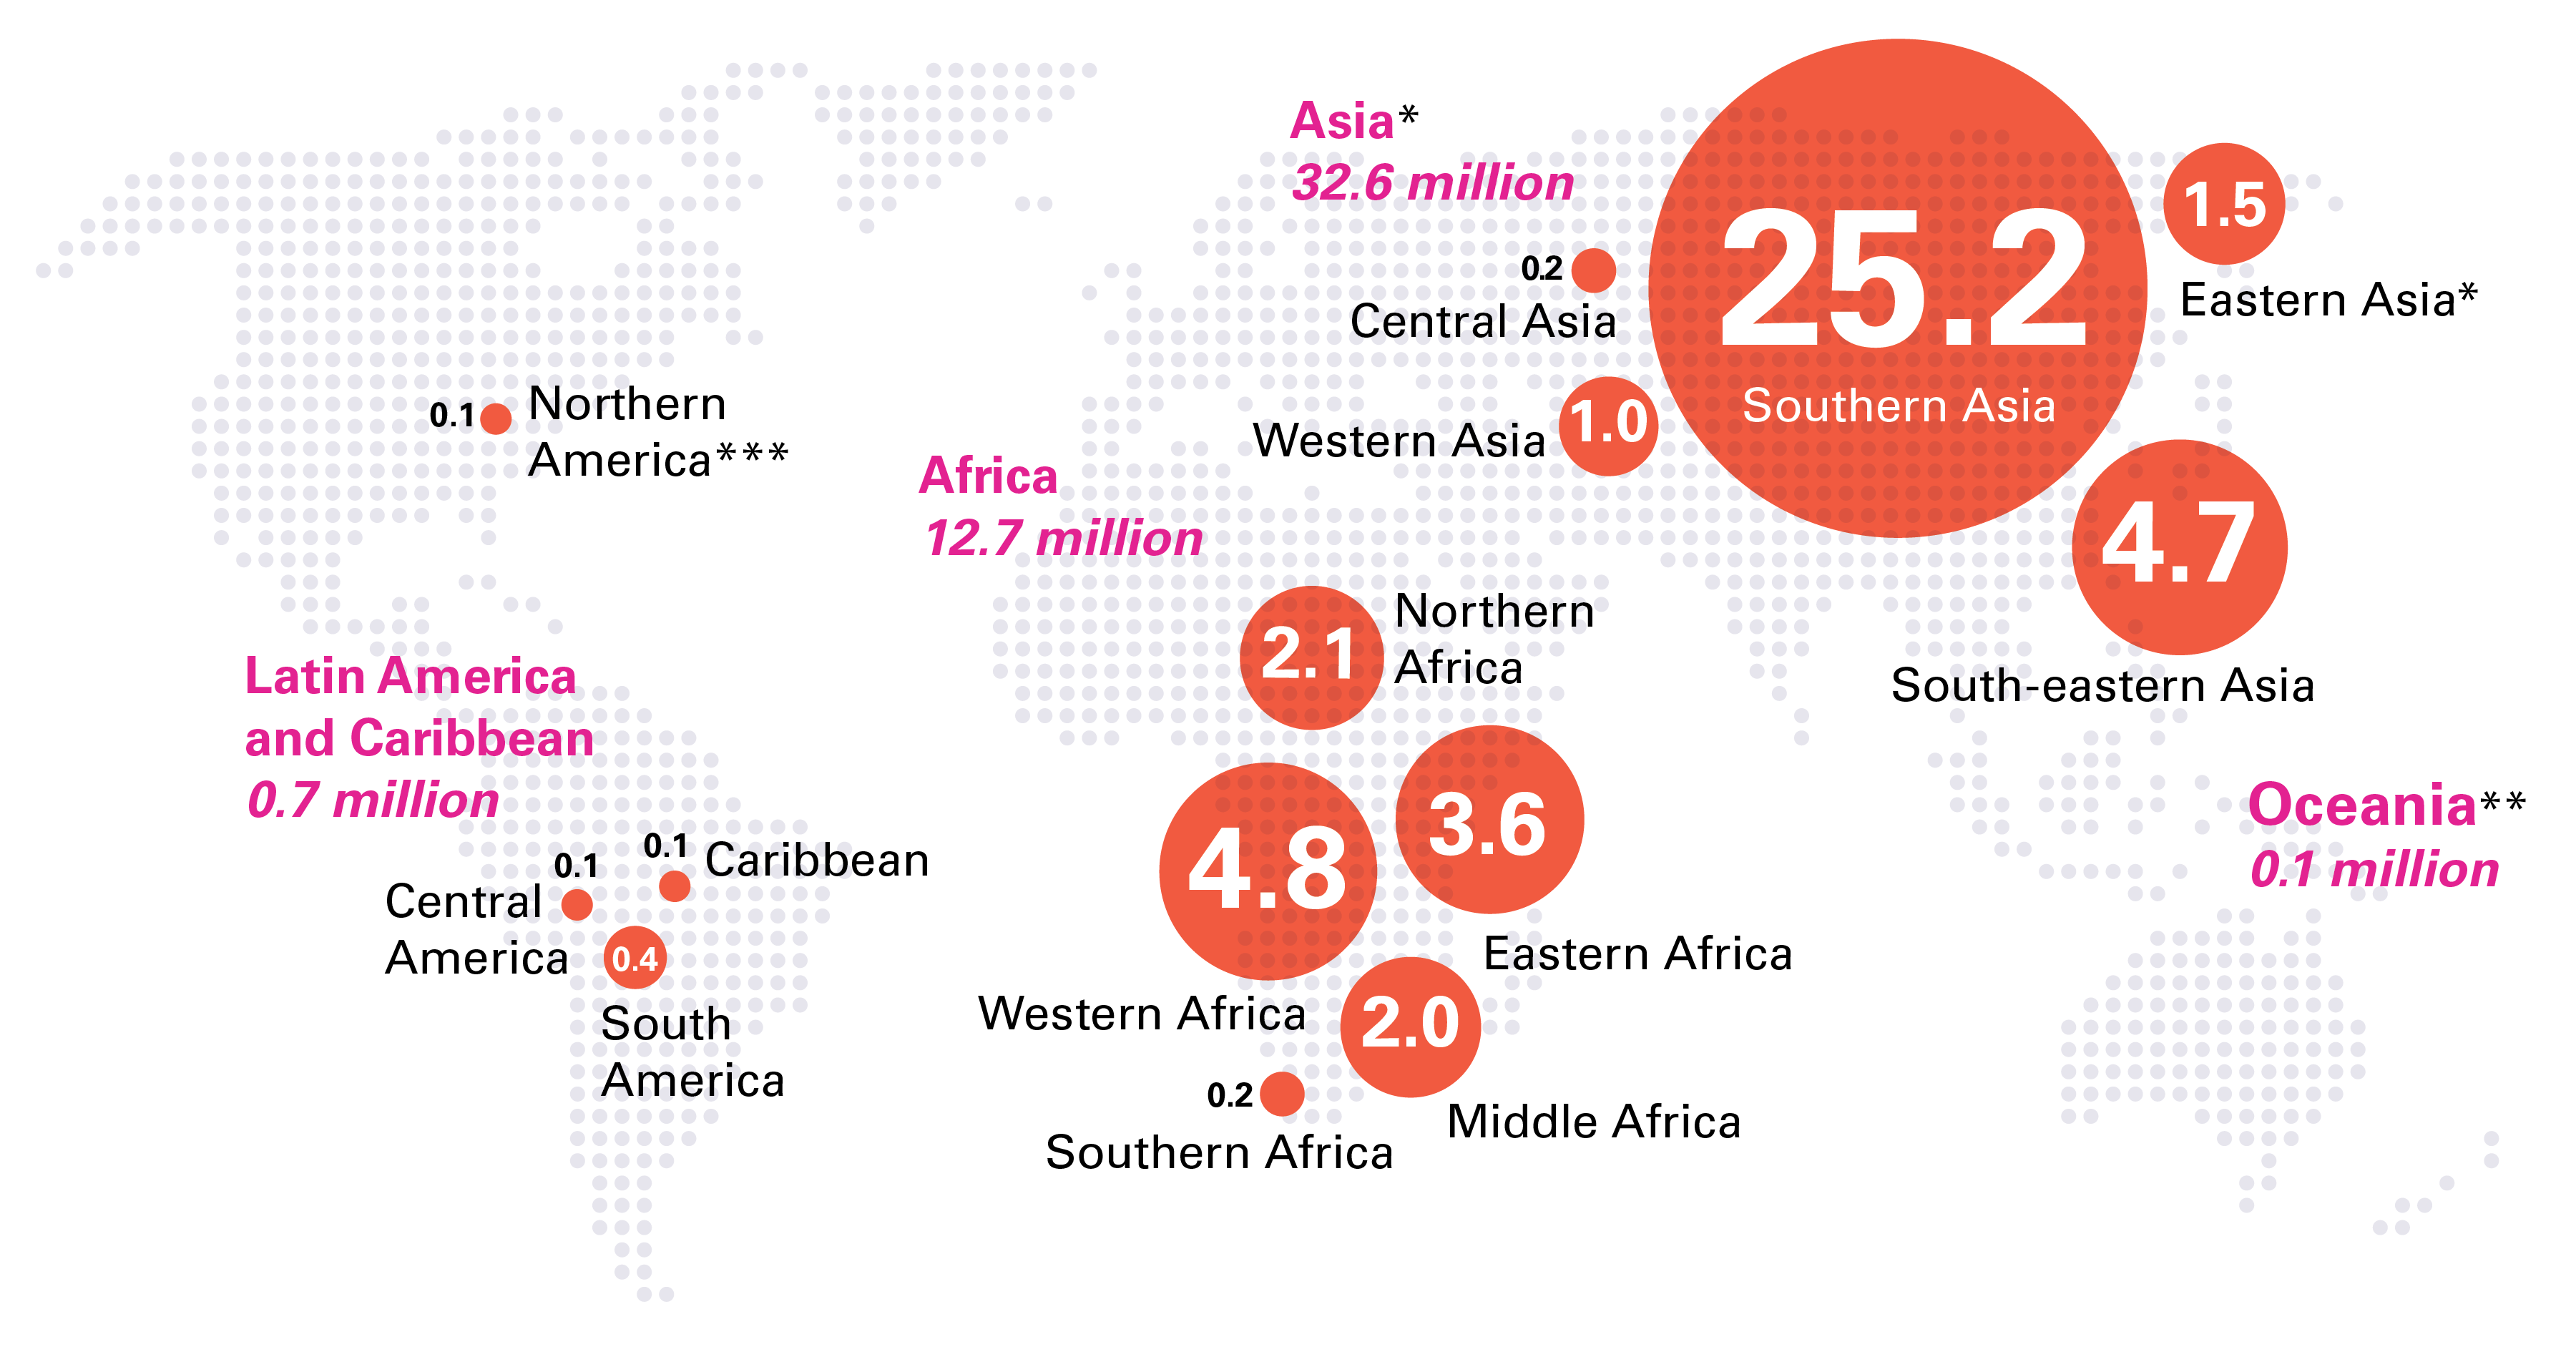 Asia*
32.6 million
25.2
Southern Asia
1.5
Eastern Asia*
0.2
Central Asia
1.0
Western Asia
4.7
South-eastern Asia
0.1
Northern
America***
Africa
12.7 million
2.1
Northern
Africa
4.8
Western Africa
3.6
Eastern Africa
2.0
Middle Africa
0.2
Southern Africa
Latin America
and Caribbean
0.7 million
0.1
Caribbean
0.1
Central
America
0.4
South
America
Oceania**
0.1 million